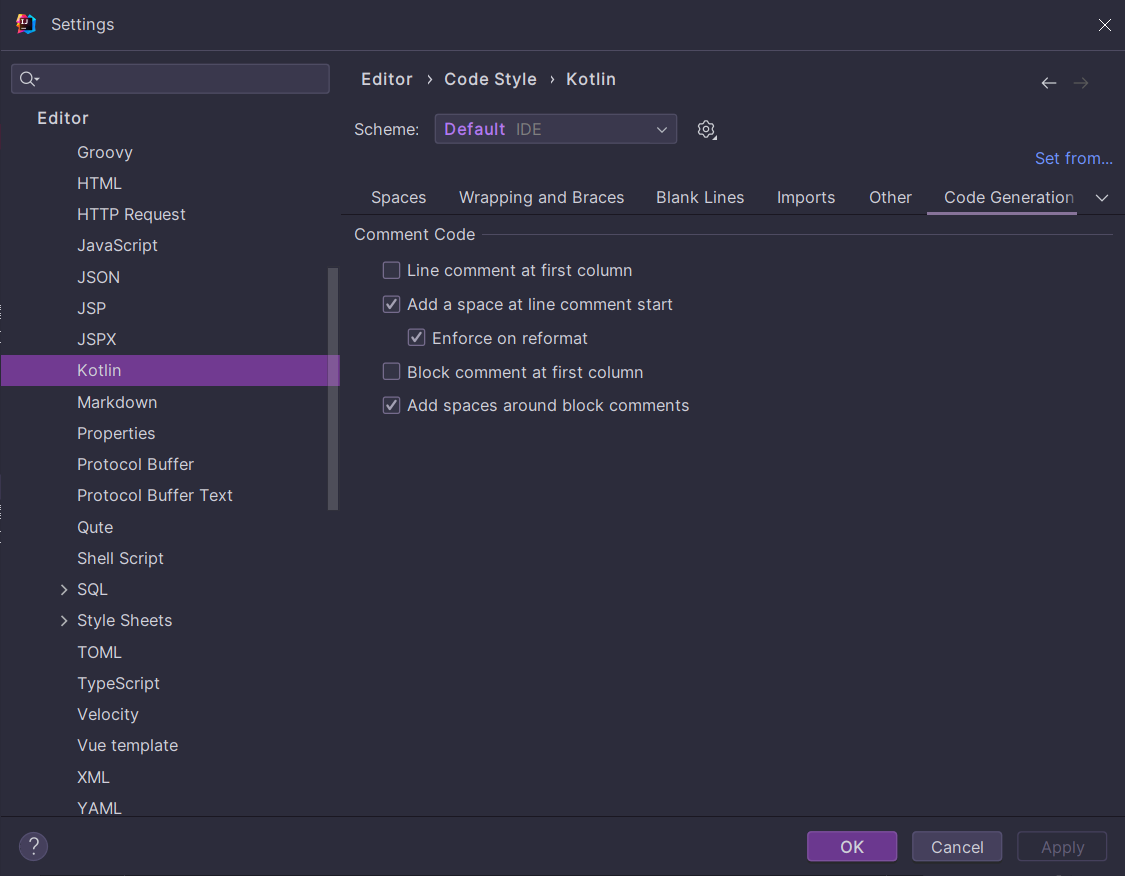 Settings
Editor
Groovy
HTML
HTTP Request
JavaScript
JSON
JSP
JSPX
Kotlin
Markdown
Properties
Protocol Buffer
Protocol Buffer Text
Qute
Shell Script
SQL
Style Sheets
TOML
TypeScript
Velocity
Vue template
XML
YAML
Editor › Code Style › Kotlin
Scheme: Default IDE
Set from...
Spaces Wrapping and Braces Blank Lines Imports Other Code Generation
Comment Code
Line comment at first column
Add a space at line comment start
Enforce on reformat
Block comment at first column
Add spaces around block comments
? OK Cancel Apply